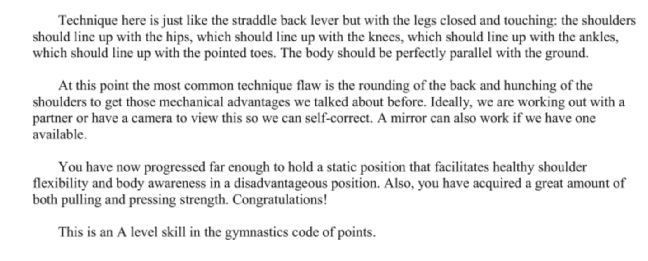 Technique here is just like the straddle back lever but with the legs closed and touching: the shoulders
should line up with the hips, which should line up with the knees, which should line up with the ankles,
which should line up with the pointed toes. The body should be perfectly parallel with the ground.
At this point the most common technique flaw is the rounding of the back and hunching of the
shoulders to get those mechanical advantages we talked about before. Ideally, we are working out with a
partner or have a camera to view this so we can self-correct. A mirror can also work if we have one
available.
You have now progressed far enough to hold a static position that facilitates healthy shoulder
flexibility and body awareness in a disadvantageous position. Also, you have acquired a great amount of
both pulling and pressing strength. Congratulations!
This is an A level skill in the gymnastics code of points.